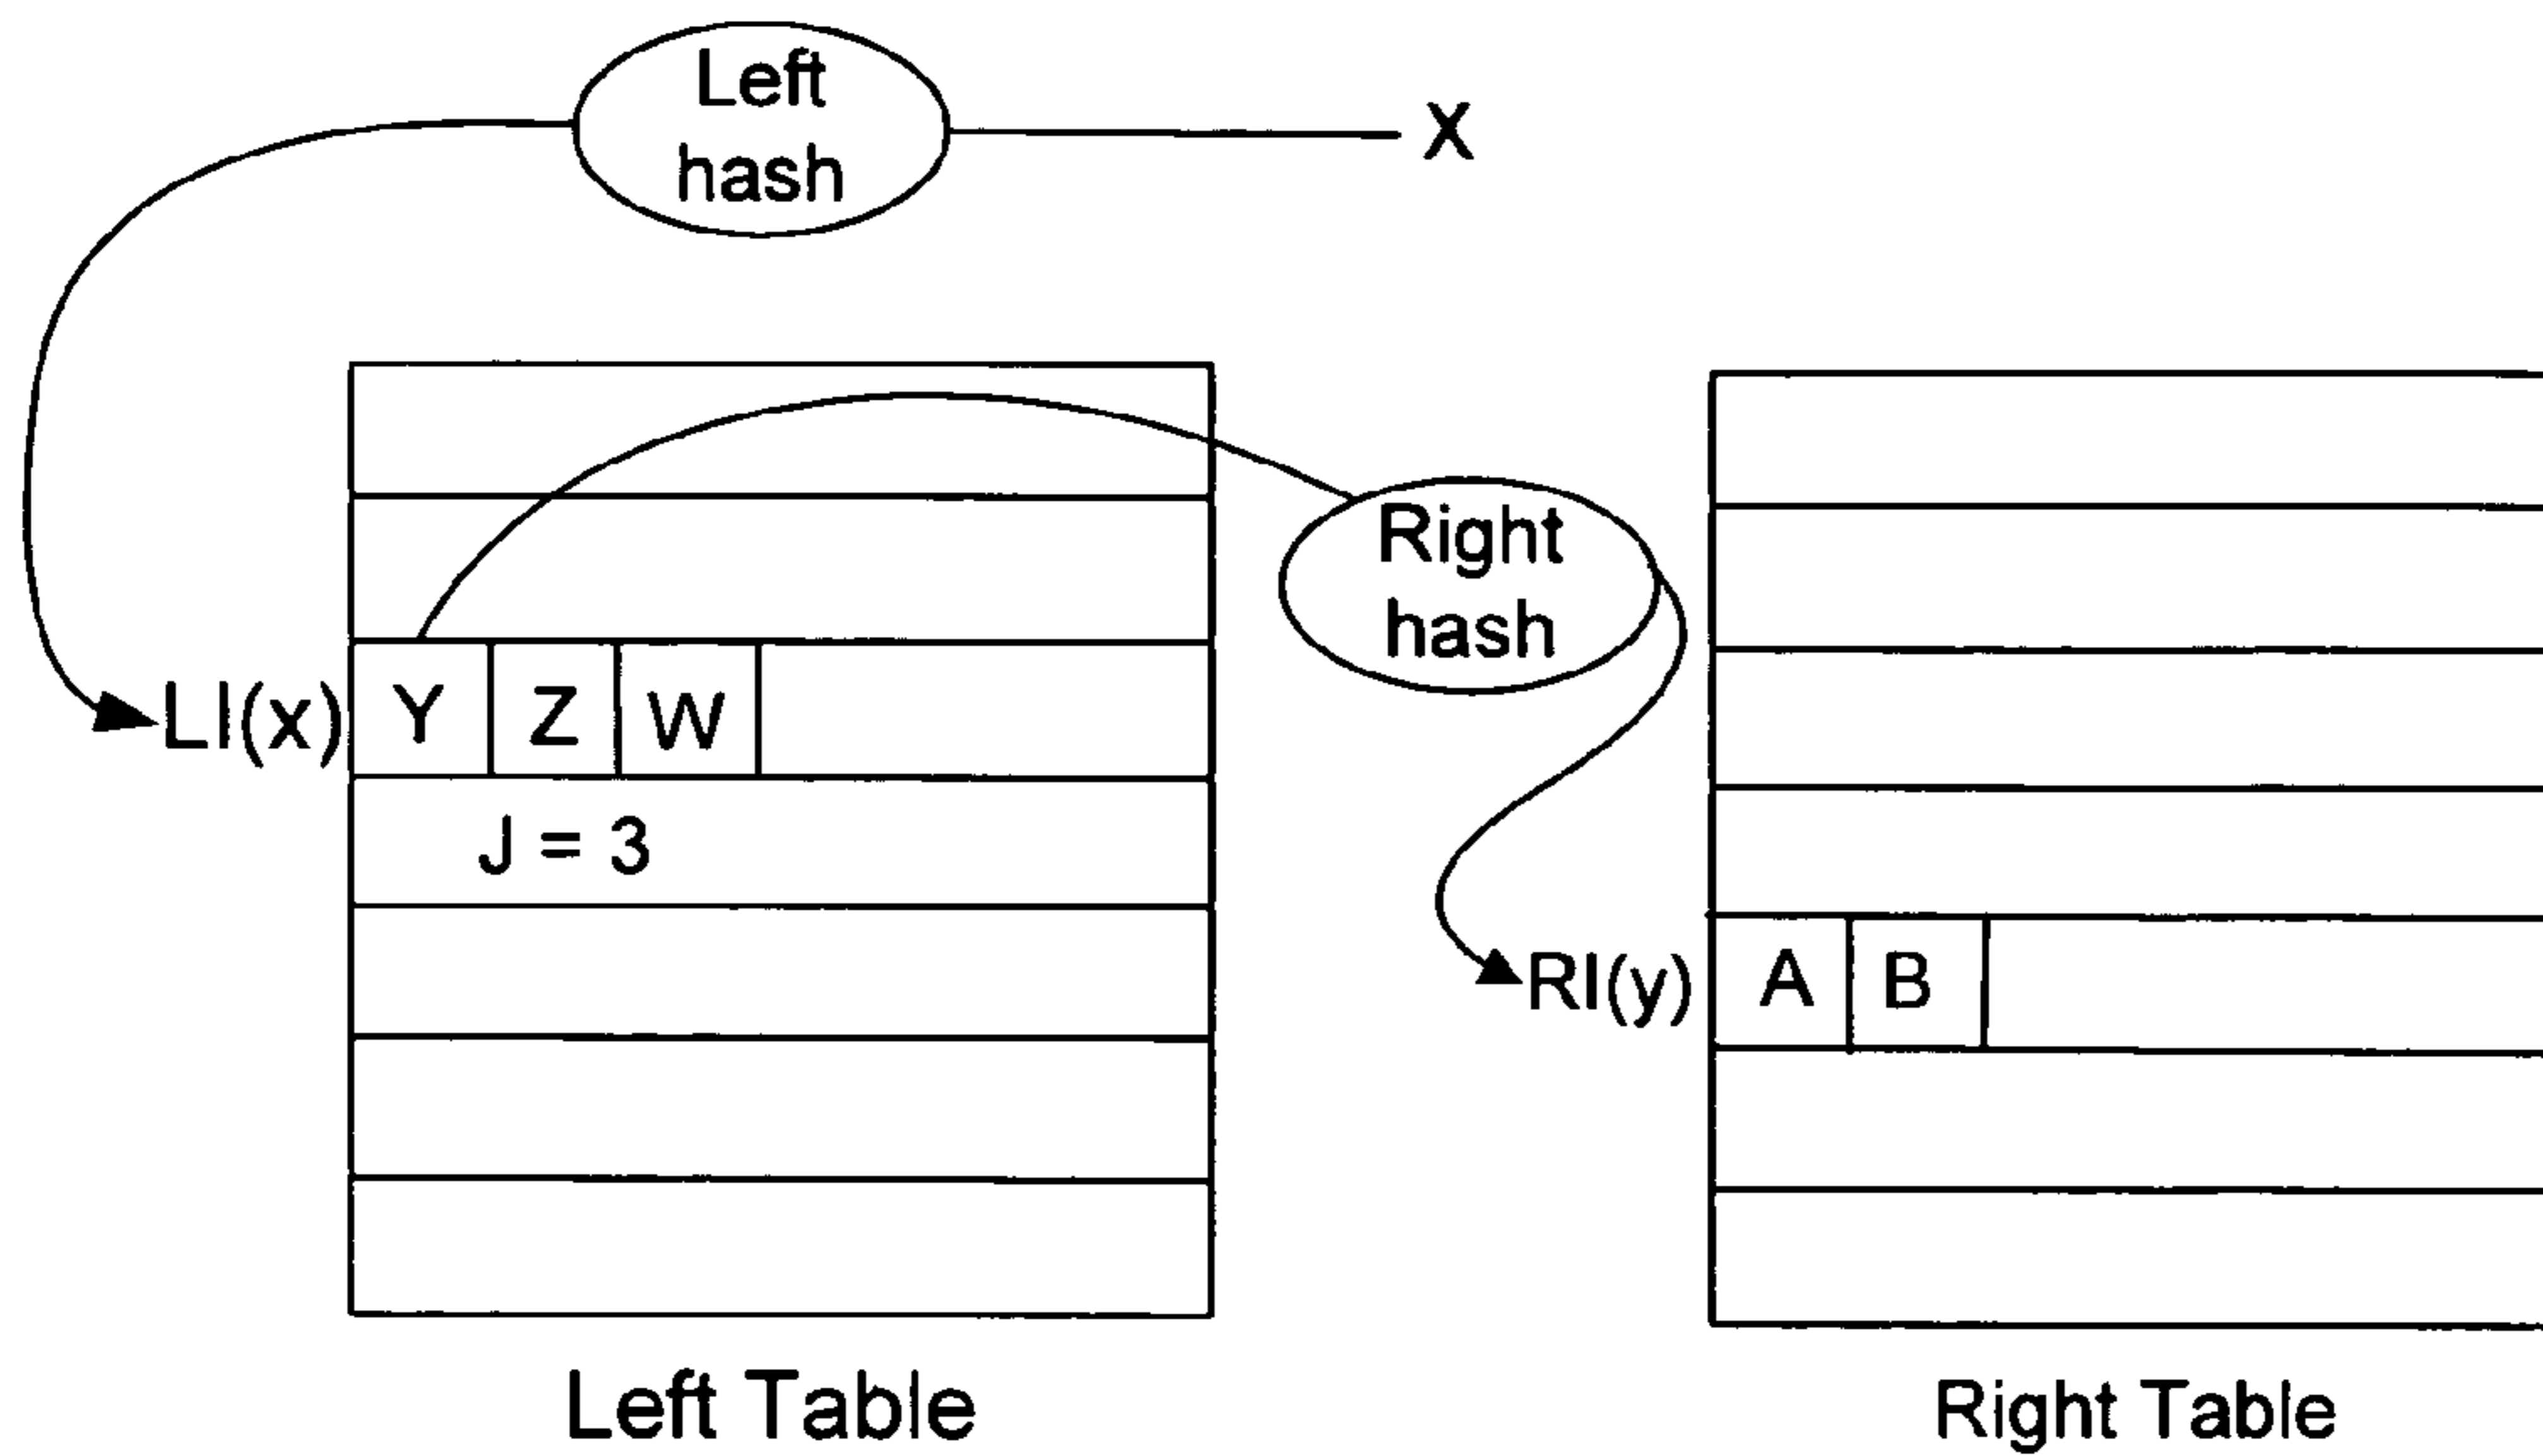 Left
hash
X
Right
hash
LI(x) Y Z W
J = 3
RI(y) A B
Left Table
Right Table